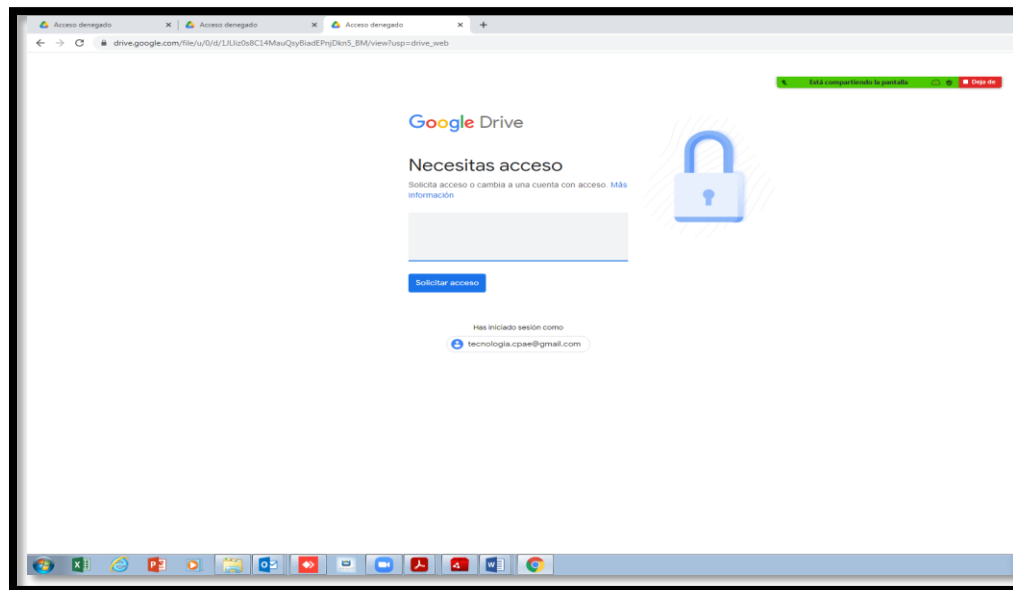 Acceso denegado
Acceso denegado
Acceso denegado
drive.google.com/file/u/0/d/1JLliz0s8C14MauQsyBiadEPnjDkn5_BM/view?usp=drive_web
Está compartiendo la pantalla
Deja de
Google Drive
Necesitas acceso
Solicita acceso o cambia a una cuenta con acceso. Más
información
Solicitar acceso
Has iniciado sesión como
tecnologia.cpae@gmail.com